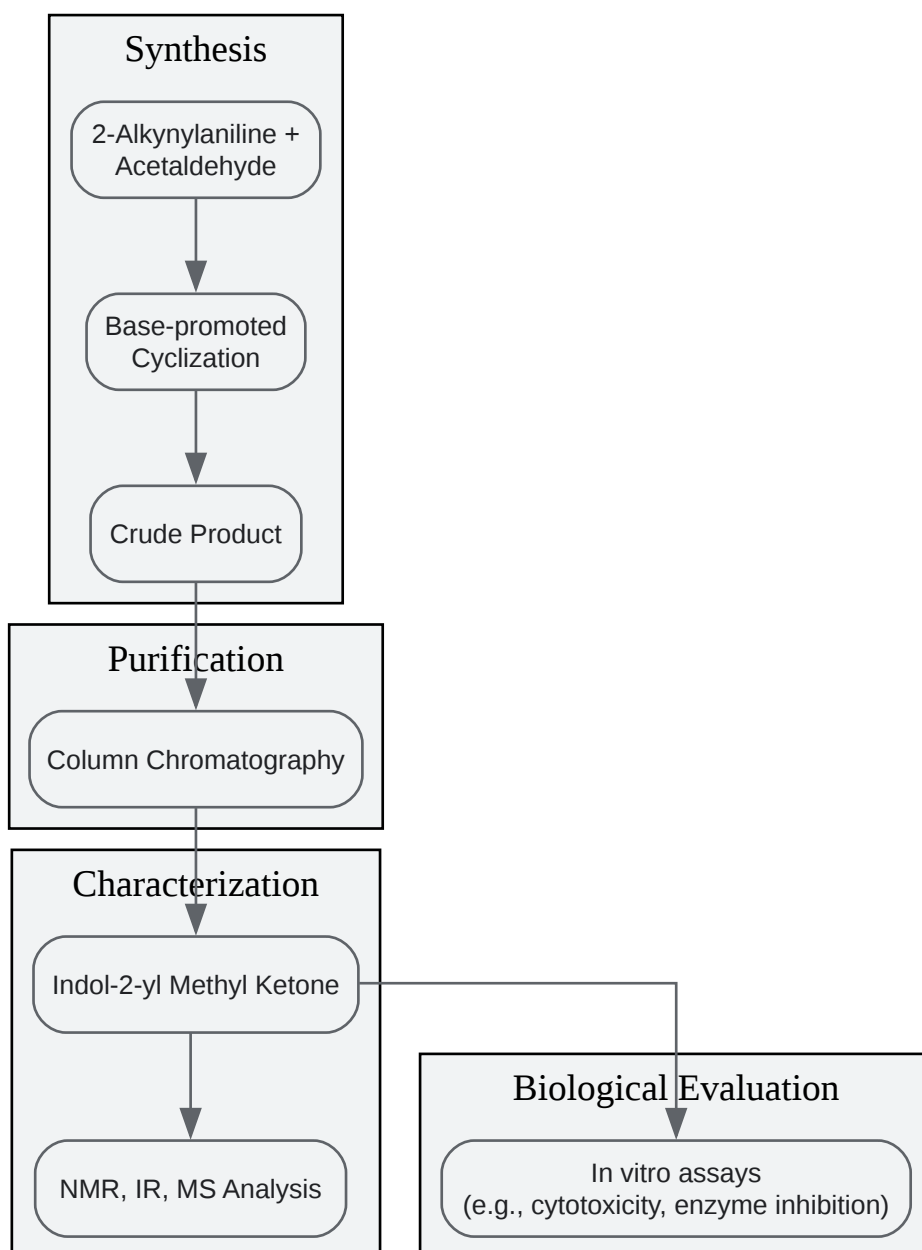 Synthesis
2-Alkynylaniline +
Acetaldehyde
Base-promoted
Cyclization
Crude Product
Purification
Column Chromatography
Characterization
Indol-2-yl Methyl Ketone
NMR, IR, MS Analysis
Biological Evaluation
In vitro assays
(e.g., cytotoxicity, enzyme inhibition)